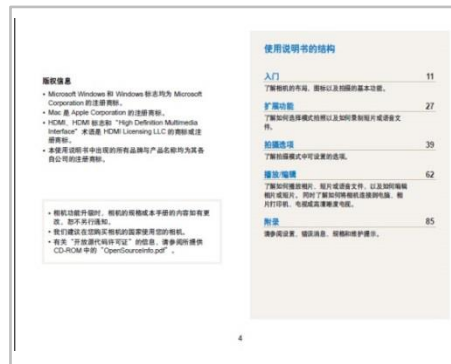 版权信息
• Microsoft Windows 和 Windows 标志均为 Microsoft
Corporation 的注册商标。
• Mac 是 Apple Corporation 的注册商标。
• HDMI、HDMI 标志和“High Definition Multimedia
Interface”术语是 HDMI Licensing LLC 的商标或注
册商标。
• 本使用说明书中出现的所有品牌与产品名称均为其各
自公司的注册商标。
• 相机功能升级时，相机的规格或本手册的内容如有更
改，恕不另行通知。
• 我们建议在您购买相机的国家使用您的相机。
• 有关“开放源代码许可证”的信息，请参阅所提供
CD-ROM 中的“OpenSourceInfo.pdf”。
使用说明书的结构
入门 11
了解相机的布局、图标以及拍摄的基本功能。
扩展功能 27
了解如何选择模式拍照以及如何录制短片或语音文
件。
拍摄选项 39
了解拍摄模式中可设置的选项。
播放/编辑 62
了解如何播放相片、短片或语音文件，以及如何编辑
相片或短片。同时了解如何将相机连接到电脑、相
片打印机、电视或高清晰度电视。
附录 85
请参阅设置、错误消息、规格和维护提示。
4